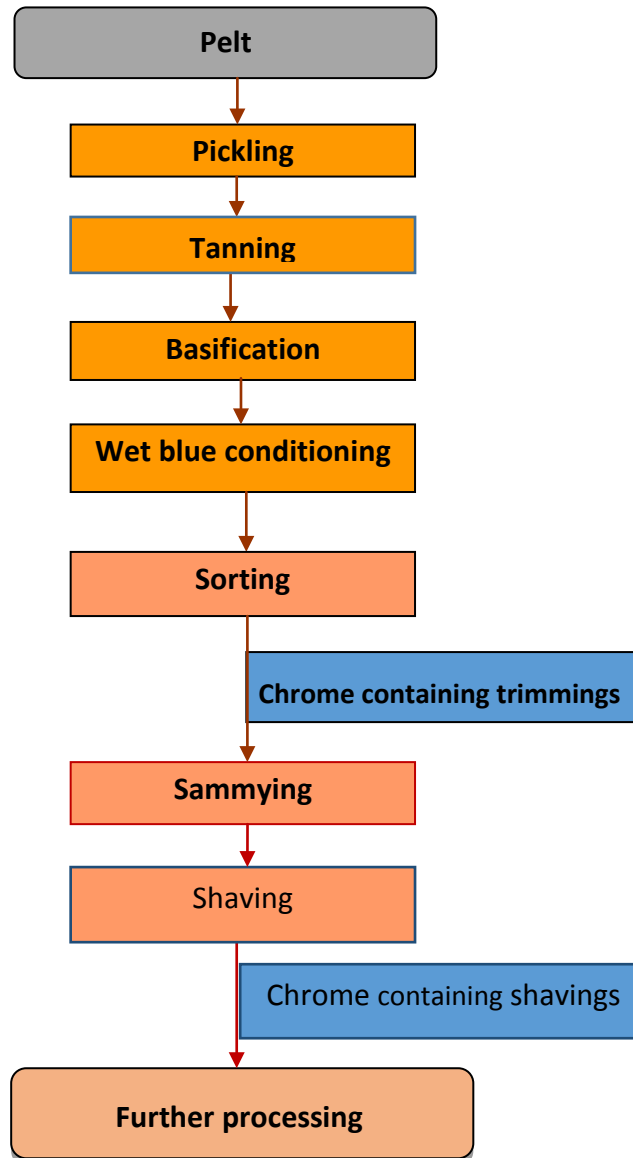 Pelt
Pickling
Tanning
Basification
Wet blue conditioning
Sorting
Chrome containing trimmings
Sammying
Shaving
Chrome containing shavings
Further processing